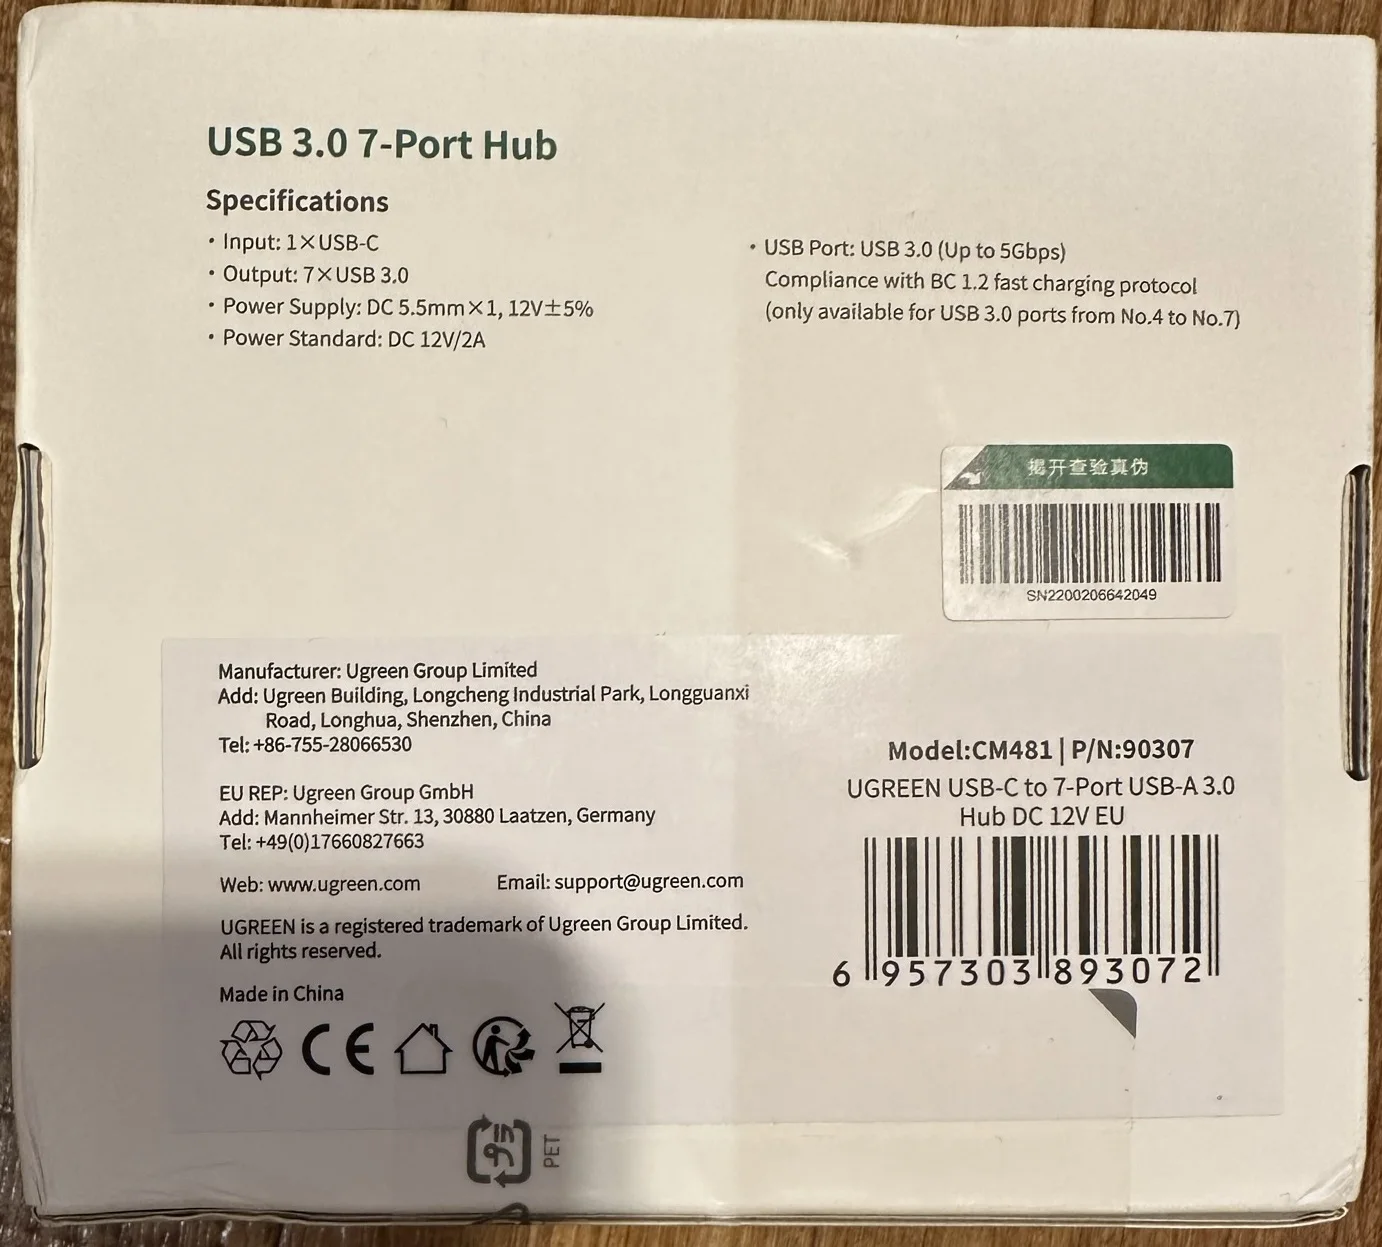 USB 3.0 7-Port Hub
Specifications
· Input: 1×USB-C
· Output: 7×USB 3.0
· Power Supply: DC 5.5mm×1, 12V±5%
· Power Standard: DC 12V/2A
· USB Port: USB 3.0 (Up to 5Gbps)
Compliance with BC 1.2 fast charging protocol
(only available for USB 3.0 ports from No.4 to No.7)
揭开查验真伪
SN2200206642049
Manufacturer: Ugreen Group Limited
Add: Ugreen Building, Longcheng Industrial Park, Longguanxi
Road, Longhua, Shenzhen, China
Tel: +86-755-28066530
EU REP: Ugreen Group GmbH
Add: Mannheimer Str. 13, 30880 Laatzen, Germany
Tel: +49(0)17660827663
Web: www.ugreen.com Email: support@ugreen.com
UGREEN is a registered trademark of Ugreen Group Limited.
All rights reserved.
Made in China
CE
Model:CM481 | P/N:90307
UGREEN USB-C to 7-Port USB-A 3.0
Hub DC 12V EU
6 957303 893072
PET